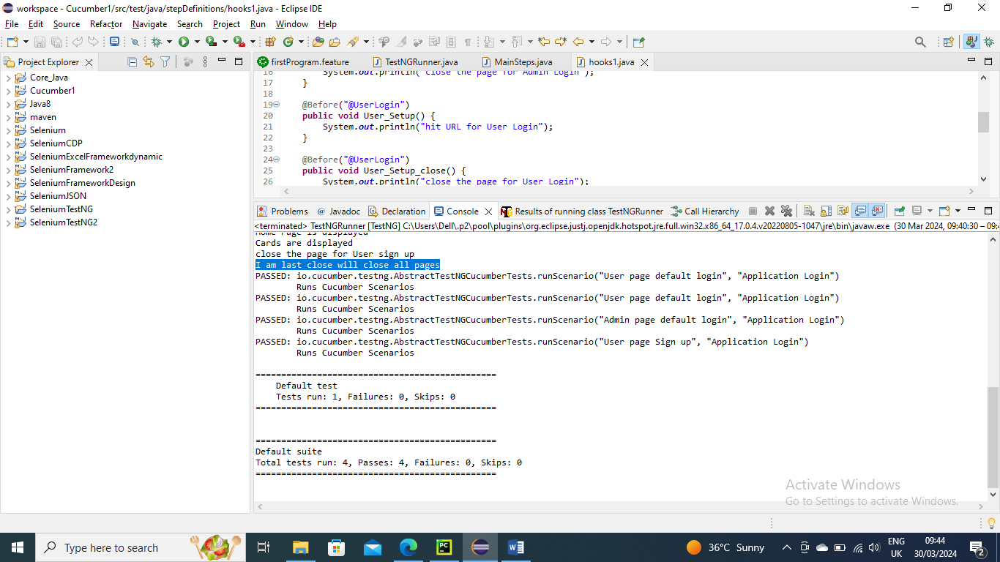 workspace - Cucumber1/src/test/java/stepDefinitions/hooks1.java - Eclipse IDE
File Edit Source Refactor Navigate Search Project Run Window Help
Project Explorer
Core_Java
Cucumber1
Java8
maven
Selenium
SeleniumCDP
SeleniumExcelFrameworkdynamic
SeleniumFramework2
SeleniumFrameworkDesign
SeleniumJSON
SeleniumTestNG
SeleniumTestNG2
firstProgram.feature TestNGRunner.java MainSteps.java hooks1.java
16 System.out.println("close the page for Admin Login");
17 }
18
19 @Before("@UserLogin")
20 public void User_Setup() {
21 System.out.println("hit URL for User Login");
22 }
23
24 @Before("@UserLogin")
25 public void User_Setup_close() {
26 System.out.println("close the page for User Login");
Problems Javadoc Declaration Console Results of running class TestNGRunner Call Hierarchy
<terminated> TestNGRunner [TestNG] C:\Users\Dell\.p2\pool\plugins\org.eclipse.justj.openjdk.hotspot.jre.full.win32.x86_64_17.0.4.v20220805-1047\jre\bin\javaw.exe (30 Mar 2024, 09:40:30 – 09:4
Home Page is displayed
Cards are displayed
close the page for User sign up
I am last close will close all pages
PASSED: io.cucumber.testng.AbstractTestNGCucumberTests.runScenario("User page default login", "Application Login")
Runs Cucumber Scenarios
PASSED: io.cucumber.testng.AbstractTestNGCucumberTests.runScenario("User page default login", "Application Login")
Runs Cucumber Scenarios
PASSED: io.cucumber.testng.AbstractTestNGCucumberTests.runScenario("Admin page default login", "Application Login")
Runs Cucumber Scenarios
PASSED: io.cucumber.testng.AbstractTestNGCucumberTests.runScenario("User page Sign up", "Application Login")
Runs Cucumber Scenarios
===============================================
Default test
Tests run: 1, Failures: 0, Skips: 0
===============================================
===============================================
Default suite
Total tests run: 4, Passes: 4, Failures: 0, Skips: 0
===============================================
Activate Windows
Go to Settings to activate Windows.
Type here to search
PC
W
36°C Sunny
ENG
UK
09:44
30/03/2024
2